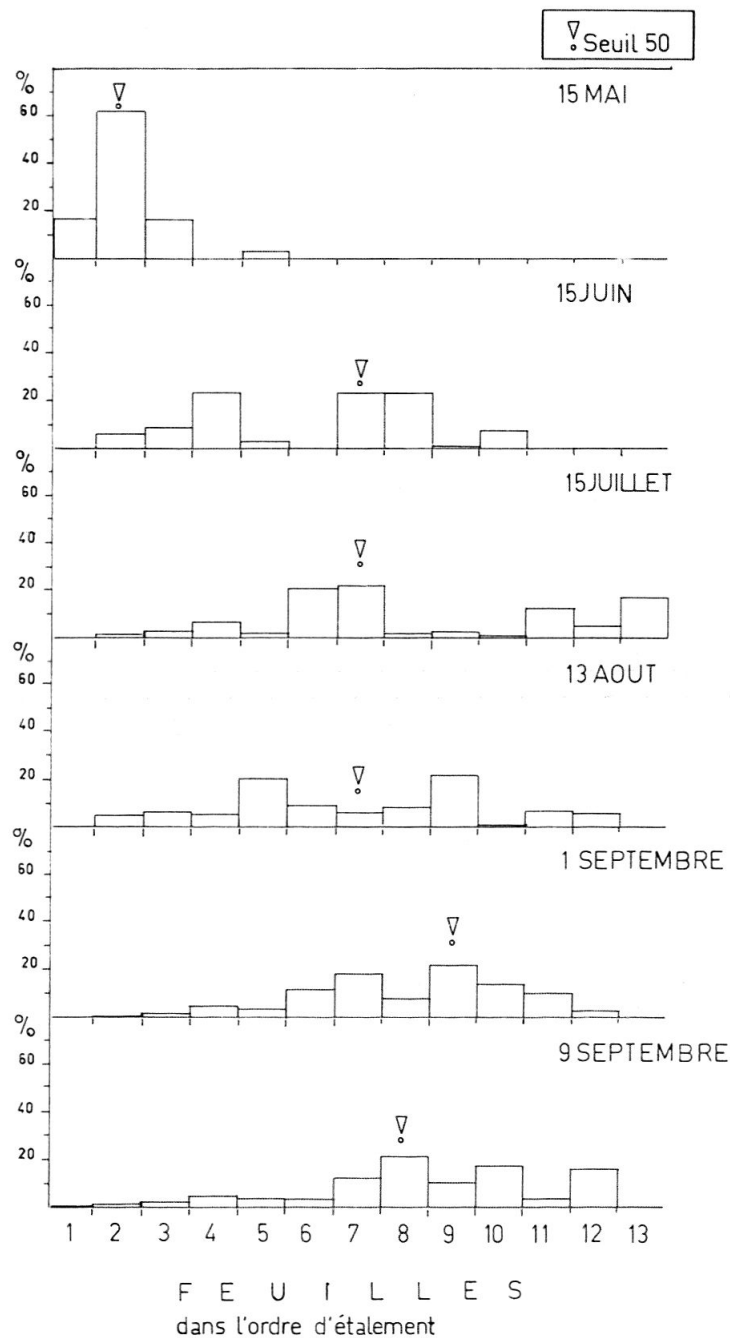 Seuil 50
%
15 MAI
60
40
20
%
15 JUIN
60
40
20
%
15 JUILLET
60
40
20
%
13 AOUT
60
40
20
%
1 SEPTEMBRE
60
40
20
%
9 SEPTEMBRE
60
40
20
1 2 3 4 5 6 7 8 9 10 11 12 13
FEUILLES
dans l'ordre d'étalement